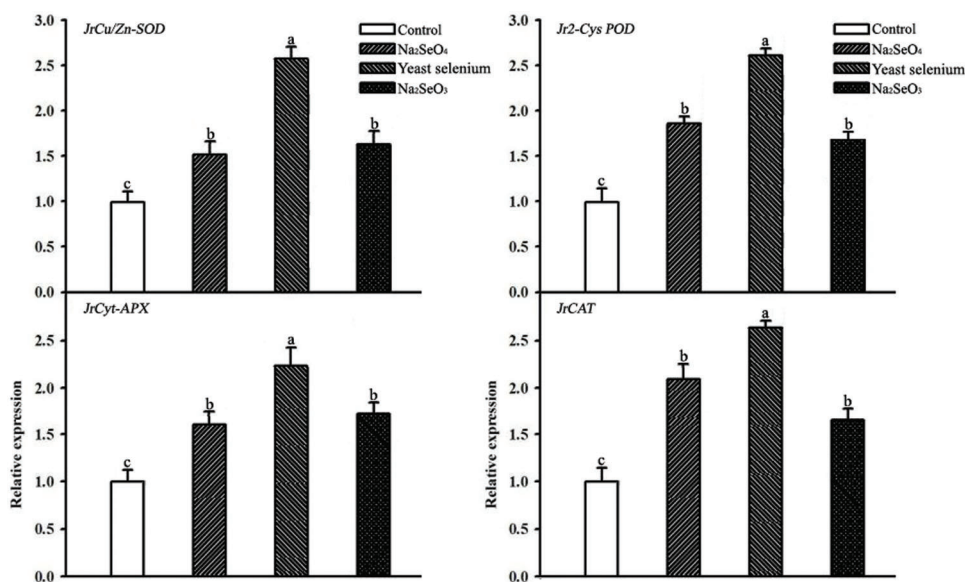 JrCu/Zn-SOD
Control
Na₂SeO₄
Yeast selenium
Na₂SeO₃
3.0
2.5
2.0
1.5
1.0
0.5
0.0
c
b
a
b
Jr2-Cys POD
Control
Na₂SeO₄
Yeast selenium
Na₂SeO₃
3.0
2.5
2.0
1.5
1.0
0.5
0.0
c
b
a
b
JrCyt-APX
Relative expression
2.5
2.0
1.5
1.0
0.5
0.0
c
b
a
b
JrCAT
Relative expression
2.5
2.0
1.5
1.0
0.5
0.0
c
b
a
b